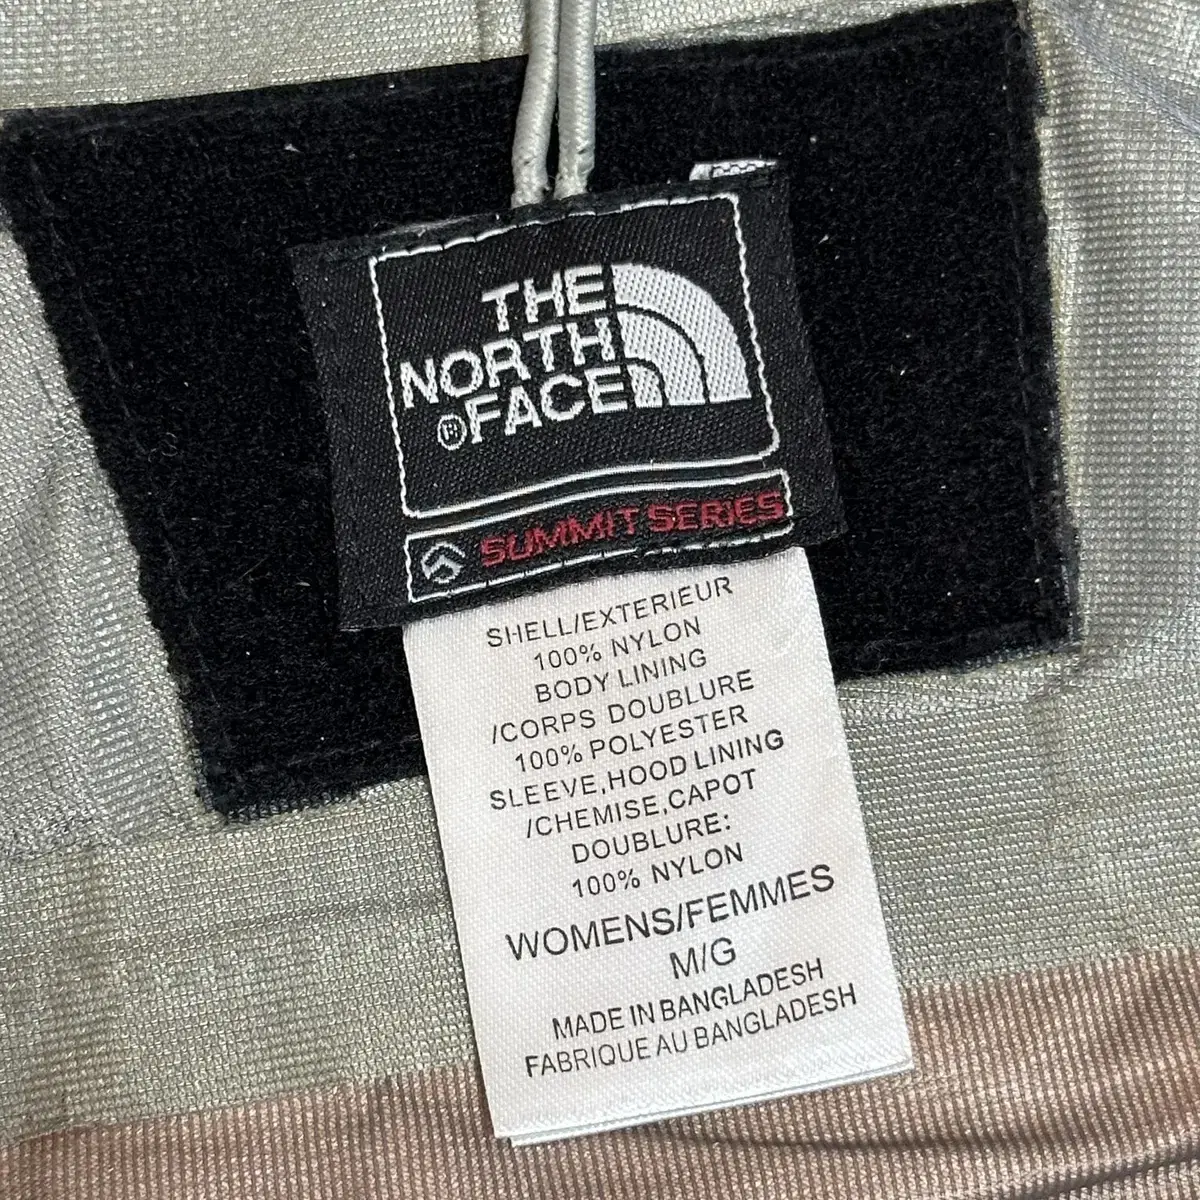 THE
NORTH
®FACE
SUMMIT SERIES
SHELL/EXTERIEUR
100% NYLON
BODY LINING
/CORPS DOUBLURE
100% POLYESTER
SLEEVE,HOOD LINING
/CHEMISE,CAPOT
DOUBLURE:
100% NYLON
WOMENS/FEMMES
M/G
MADE IN BANGLADESH
FABRIQUE AU BANGLADESH